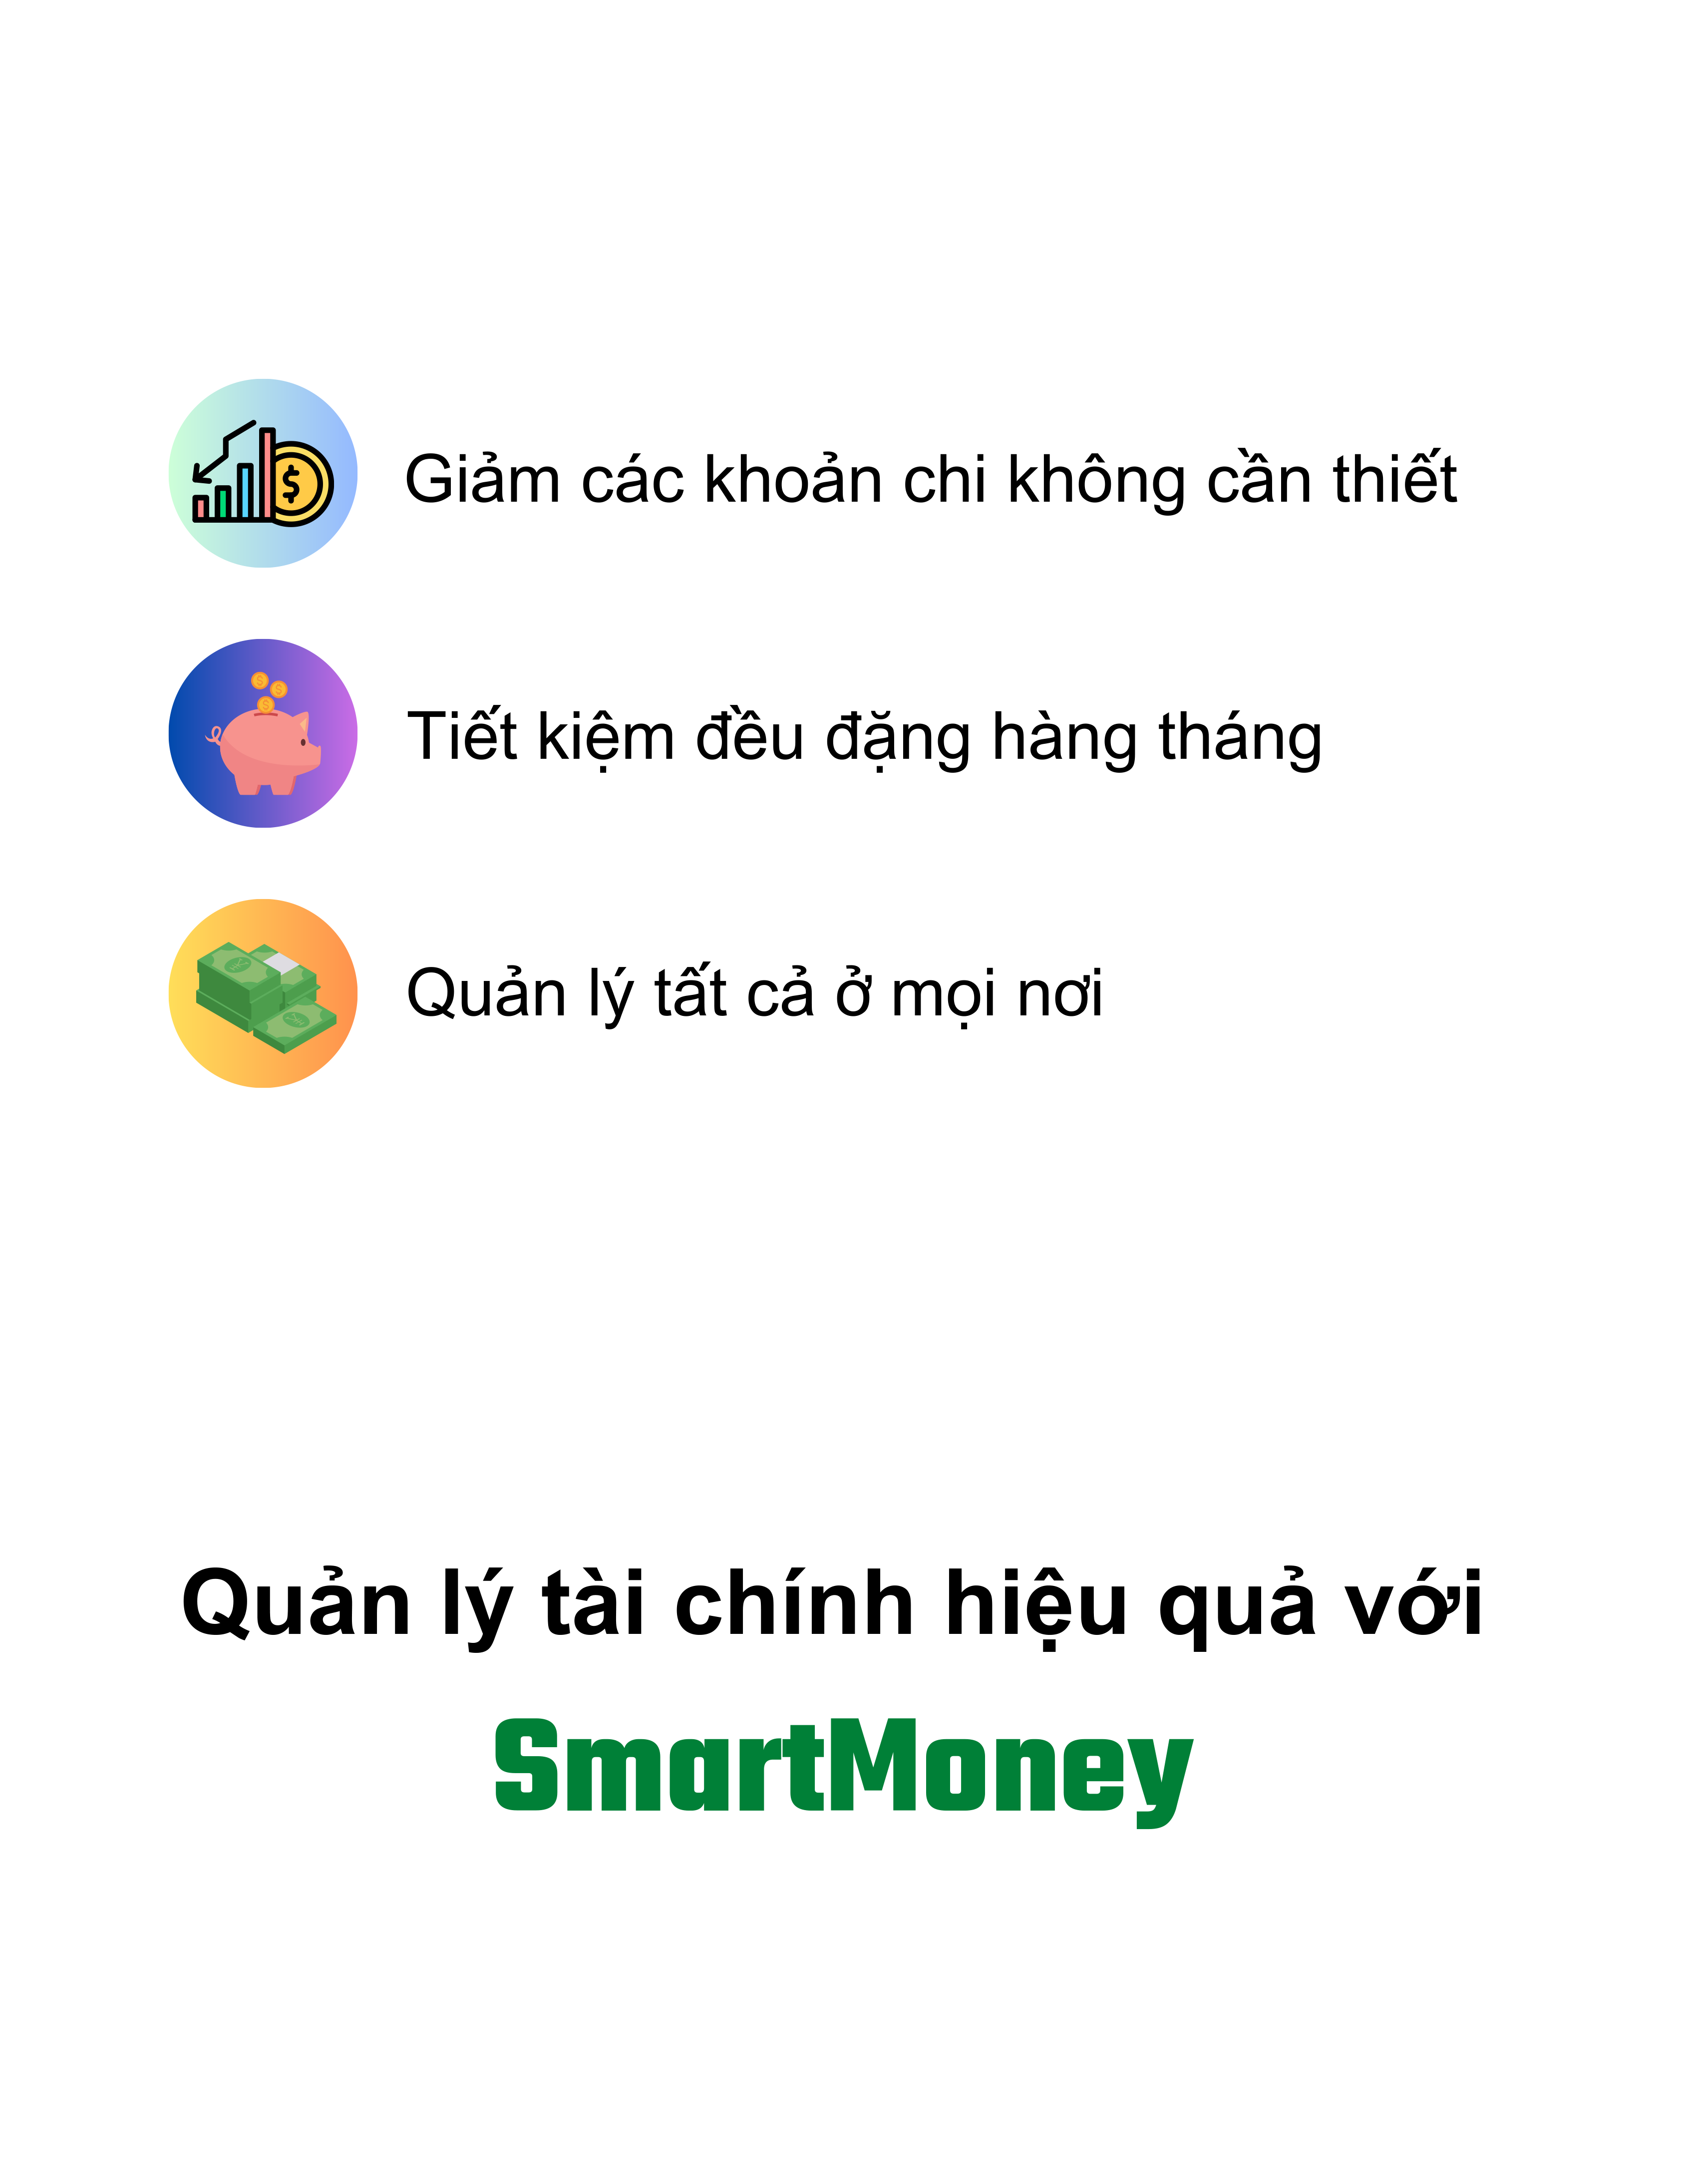 Giảm các khoản chi không cần thiết
Tiết kiệm đều đặng hàng tháng
Quản lý tất cả ở mọi nơi
Quản lý tài chính hiệu quả với
SmartMoney